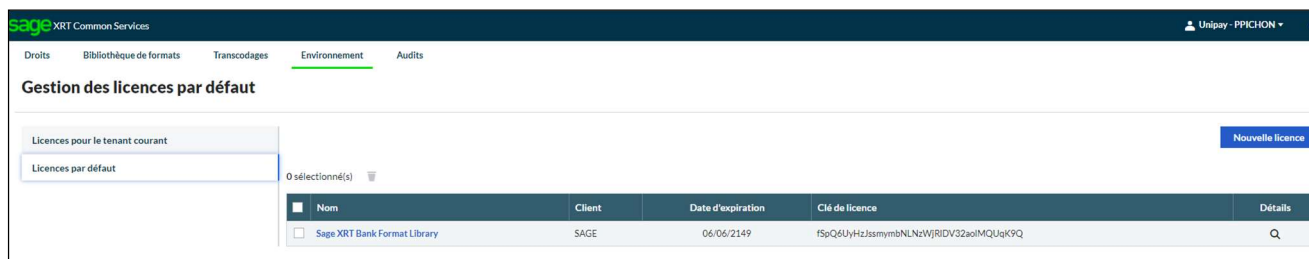 sage XRT Common Services
Unipay - PPICHON
Droits Bibliothèque de formats Transcodages Environnement Audits
Gestion des licences par défaut
Licences pour le tenant courant
Nouvelle licence
Licences par défaut
0 sélectionné(s)
Nom Client Date d'expiration Clé de licence Détails
Sage XRT Bank Format Library SAGE 06/06/2149 fSpQ6UyHzJssmymbNLNzWjRIDV32aolMQUqK9Q